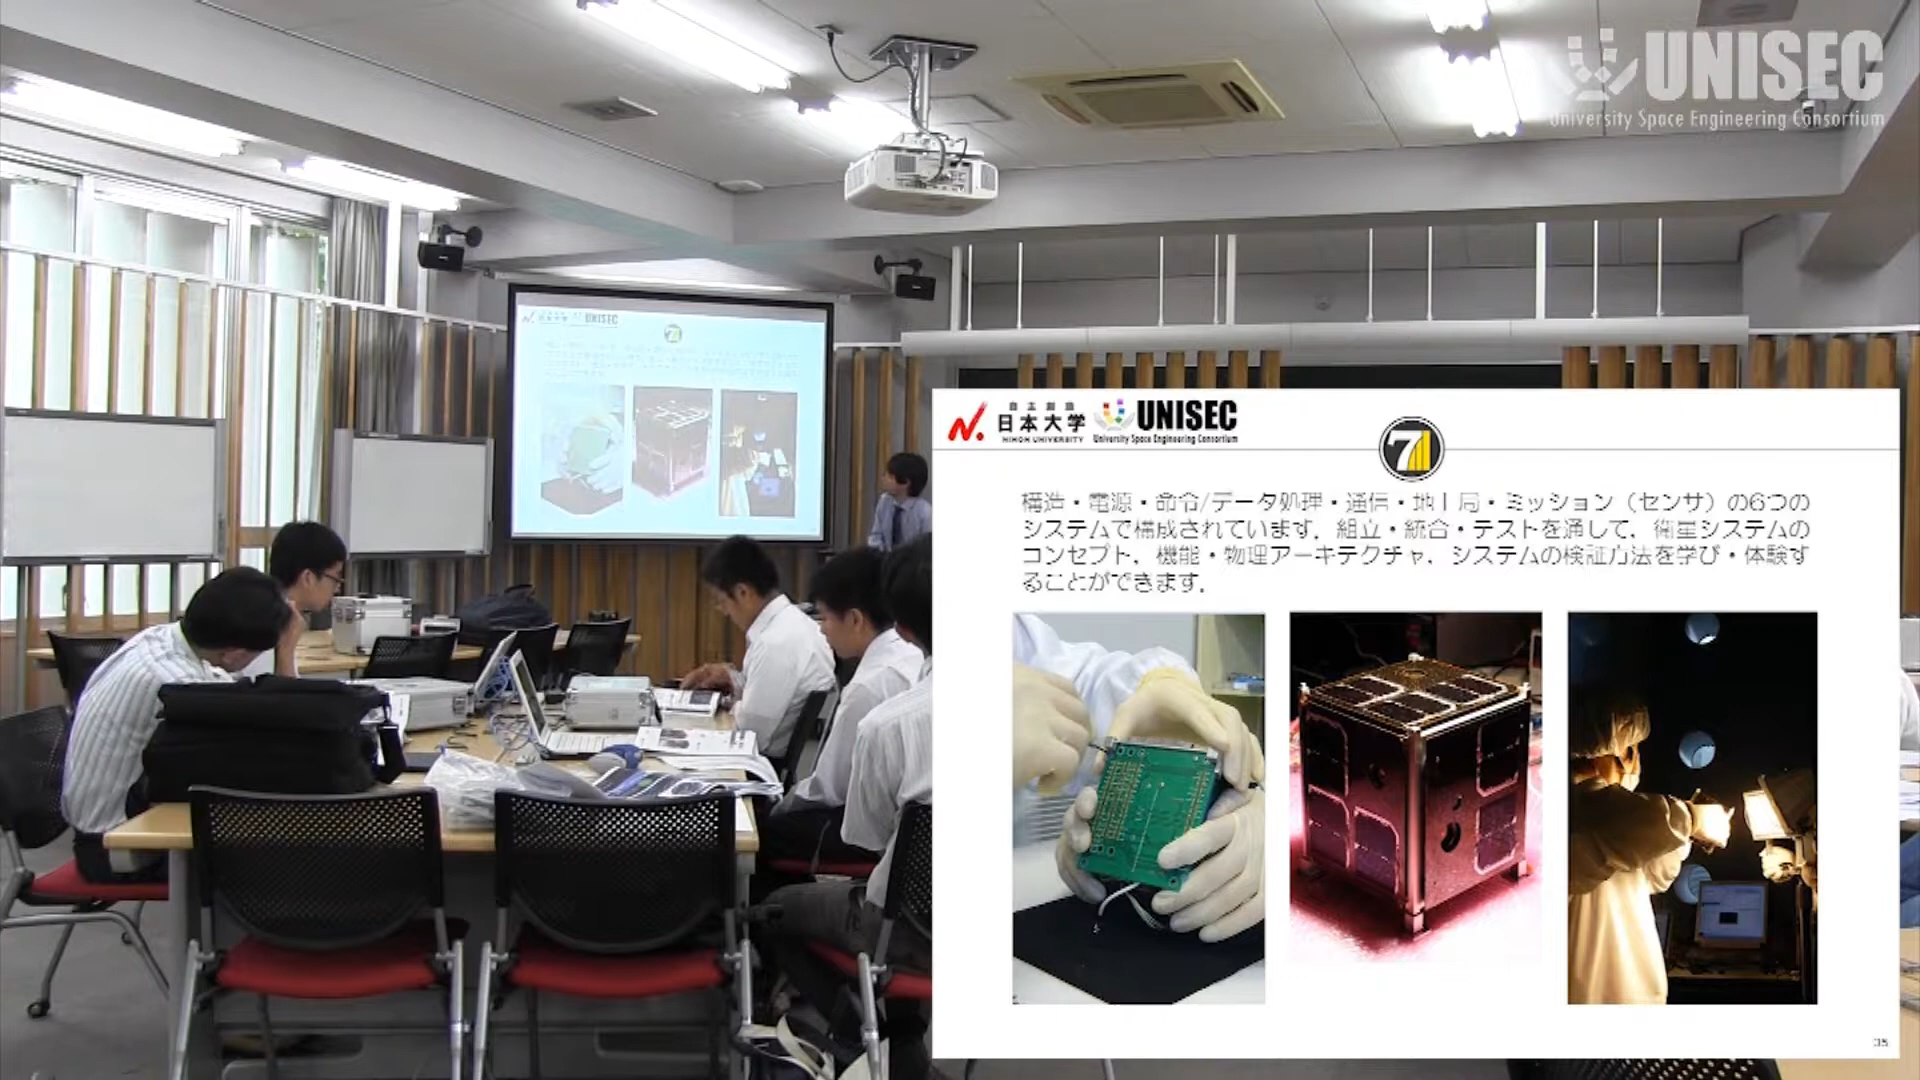 UNISEC
University Space Engineering Consortium
UNISEC
自主創造
日本大学
NIHON UNIVERSITY
UNISEC
University Space Engineering Consortium
7
構造・電源・命令/データ処理・通信・地上局・ミッション（センサ）の6つの
システムで構成されています．組立・統合・テストを通して，衛星システムの
コンセプト，機能・物理アーキテクチャ，システムの検証方法を学び・体験す
ることができます．
35